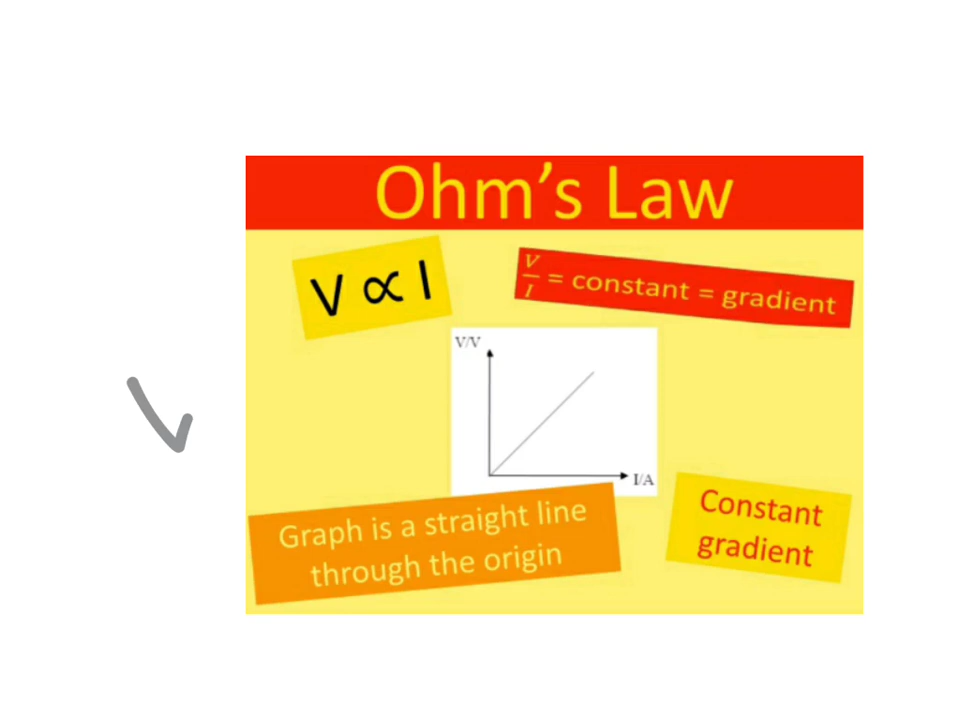 Ohm's Law
V ∝ I
V/I = constant = gradient
V/V
I/A
Graph is a straight line
through the origin
Constant
gradient